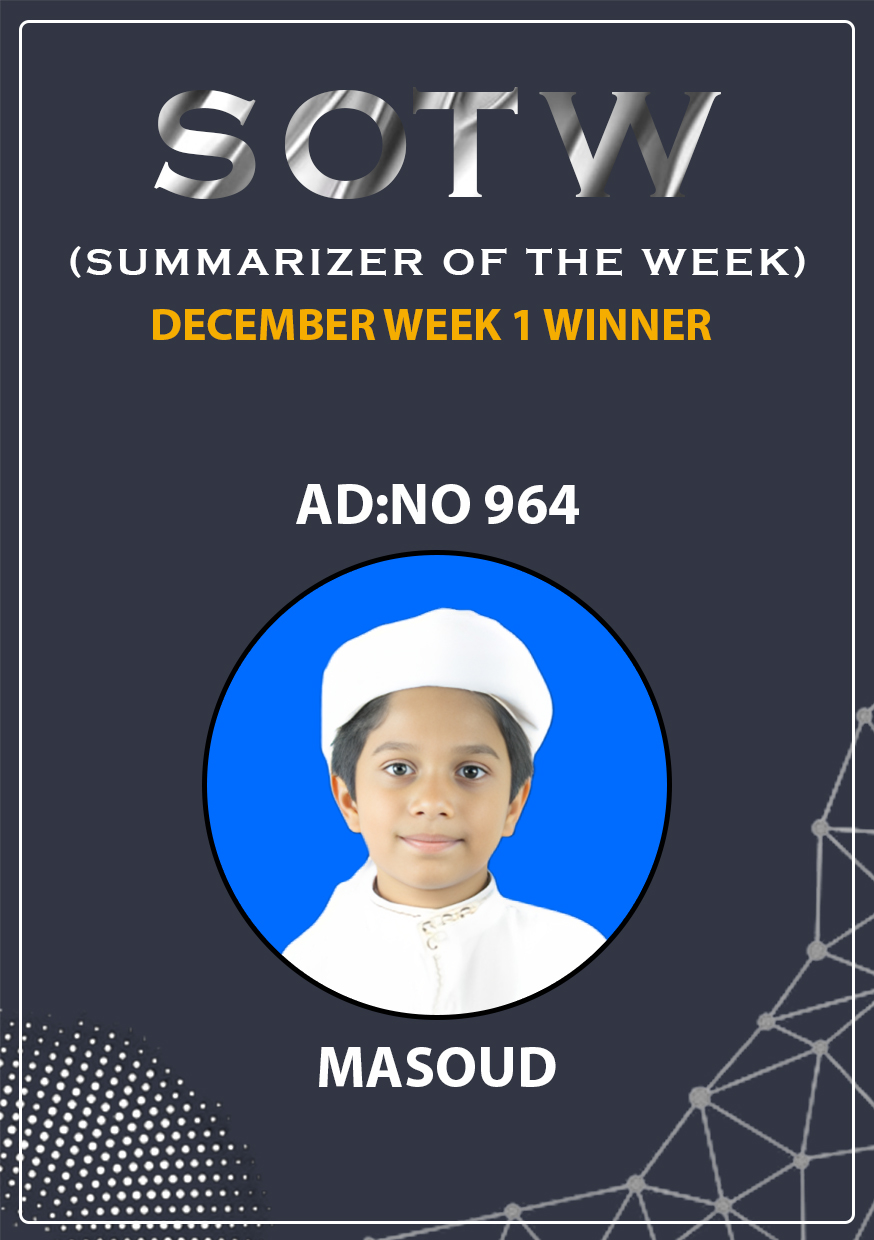 SOTW
(SUMMARIZER OF THE WEEK)
DECEMBER WEEK 1 WINNER
AD:NO 964
MASOUD